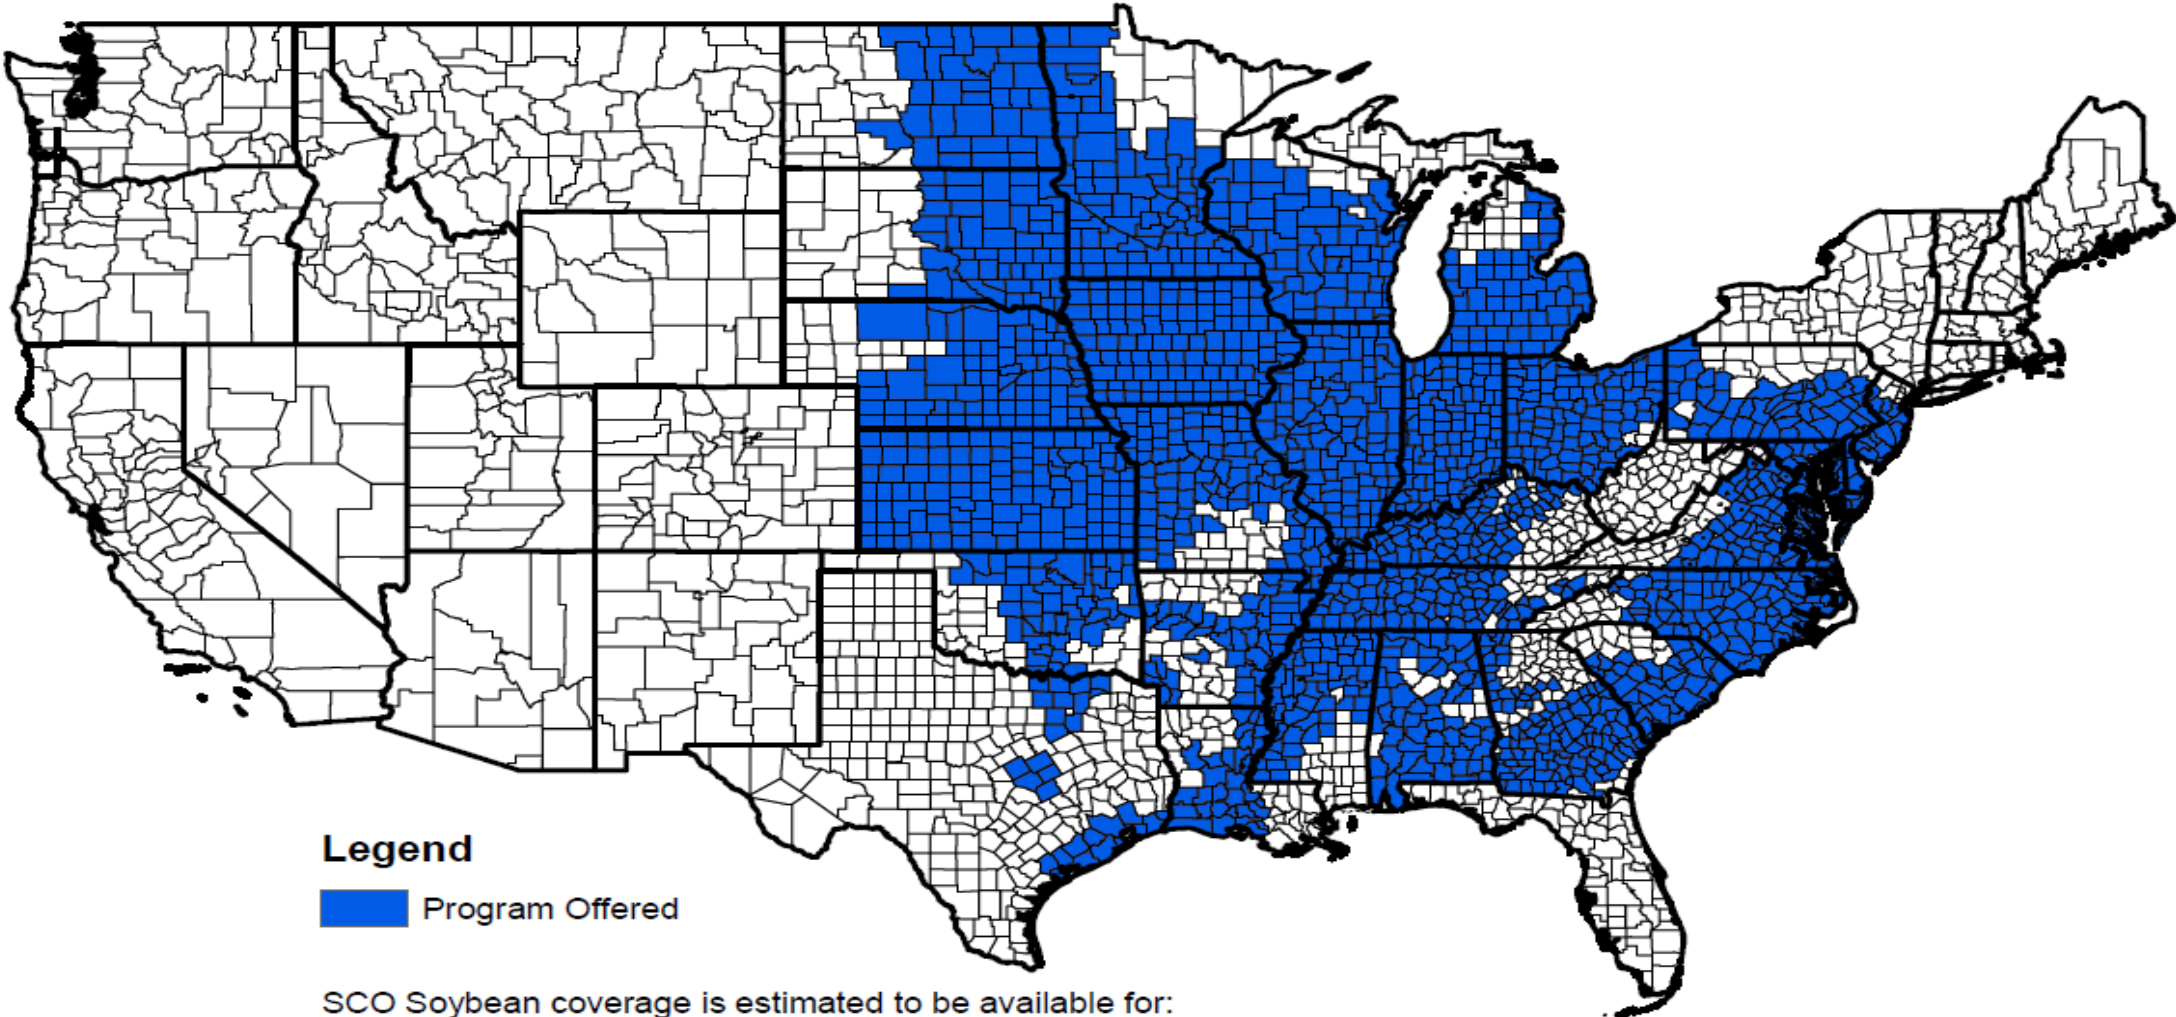 Legend
Program Offered
SCO Soybean coverage is estimated to be available for: